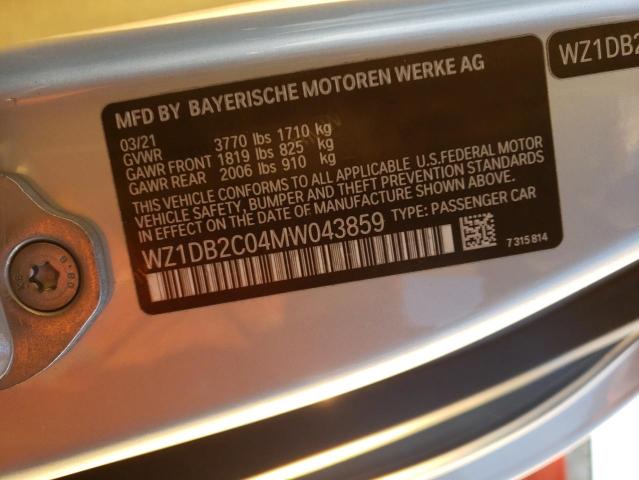 MFD BY BAYERISCHE MOTOREN WERKE AG
03/21
GVWR 3770 lbs 1710 kg
GAWR FRONT 1819 lbs 825 kg
GAWR REAR 2006 lbs 910 kg
THIS VEHICLE CONFORMS TO ALL APPLICABLE U.S.FEDERAL MOTOR
VEHICLE SAFETY, BUMPER AND THEFT PREVENTION STANDARDS
IN EFFECT ON THE DATE OF MANUFACTURE SHOWN ABOVE.
WZ1DB2C04MW043859 TYPE: PASSENGER CAR
7 315 814
WZ1DB2